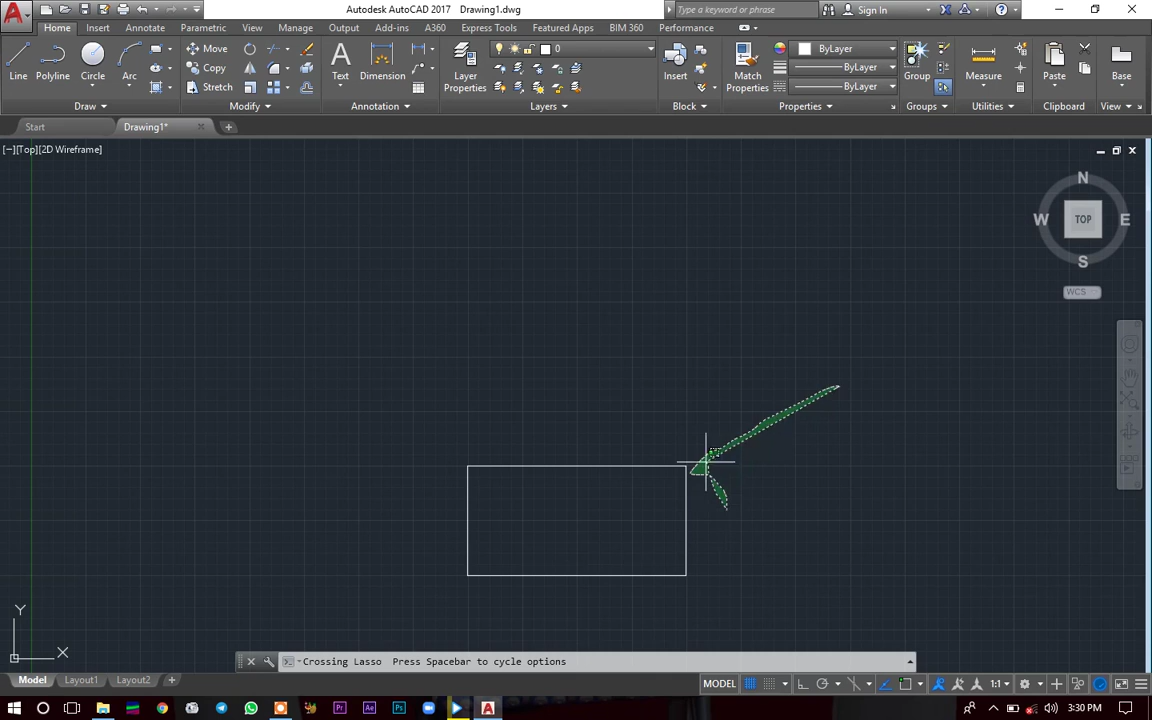 Autodesk AutoCAD 2017 Drawing1.dwg
Type a keyword or phrase
Sign In
Home Insert Annotate Parametric View Manage Output Add-ins A360 Express Tools Featured Apps BIM 360 Performance
Line Polyline Circle Arc
Move
Copy
Stretch
Text Dimension
Layer Properties
0
Insert
Match Properties
ByLayer
ByLayer
ByLayer
Group
Measure
Paste
Base
Draw Modify Annotation Layers Block Properties Groups Utilities Clipboard View
Start Drawing1*
[−][Top][2D Wireframe]
N
W TOP E
S
WCS
Y
X
Crossing Lasso Press Spacebar to cycle options
Model Layout1 Layout2
MODEL
1:1
3:30 PM